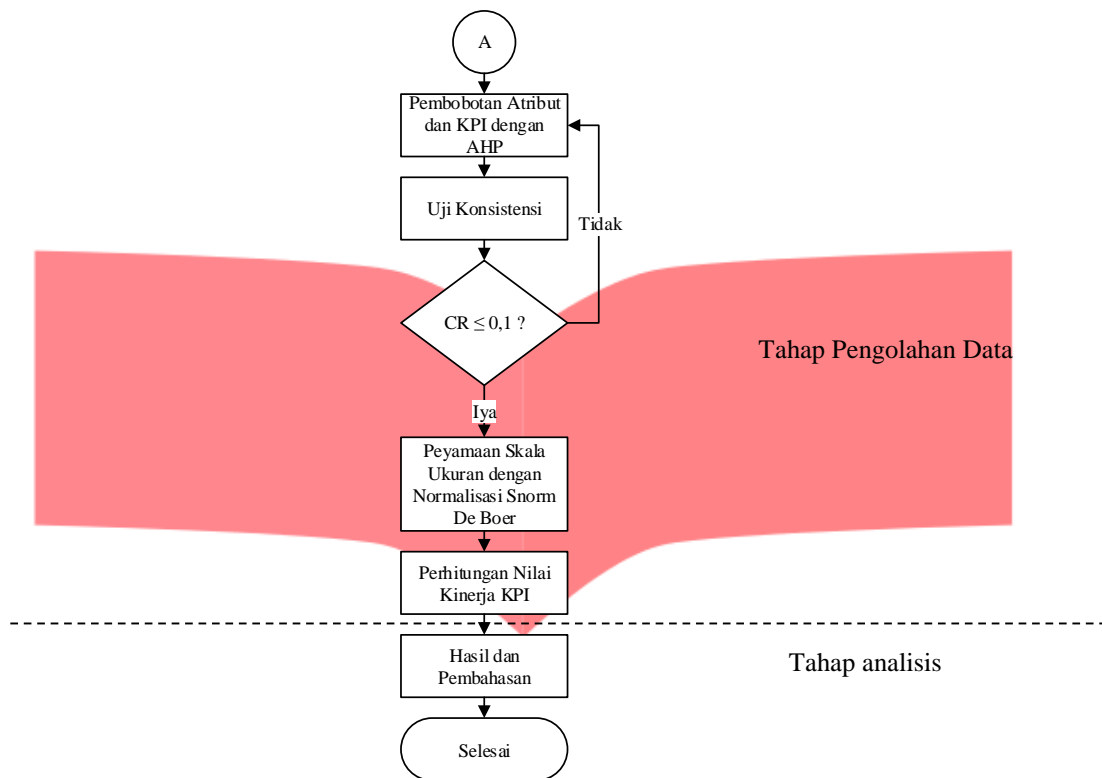 A
Pembobotan Atribut
dan KPI dengan
AHP
Uji Konsistensi
Tidak
CR ≤ 0,1 ?
Tahap Pengolahan Data
Iya
Peyamaan Skala
Ukuran dengan
Normalisasi Snorm
De Boer
Perhitungan Nilai
Kinerja KPI
Hasil dan
Pembahasan
Tahap analisis
Selesai